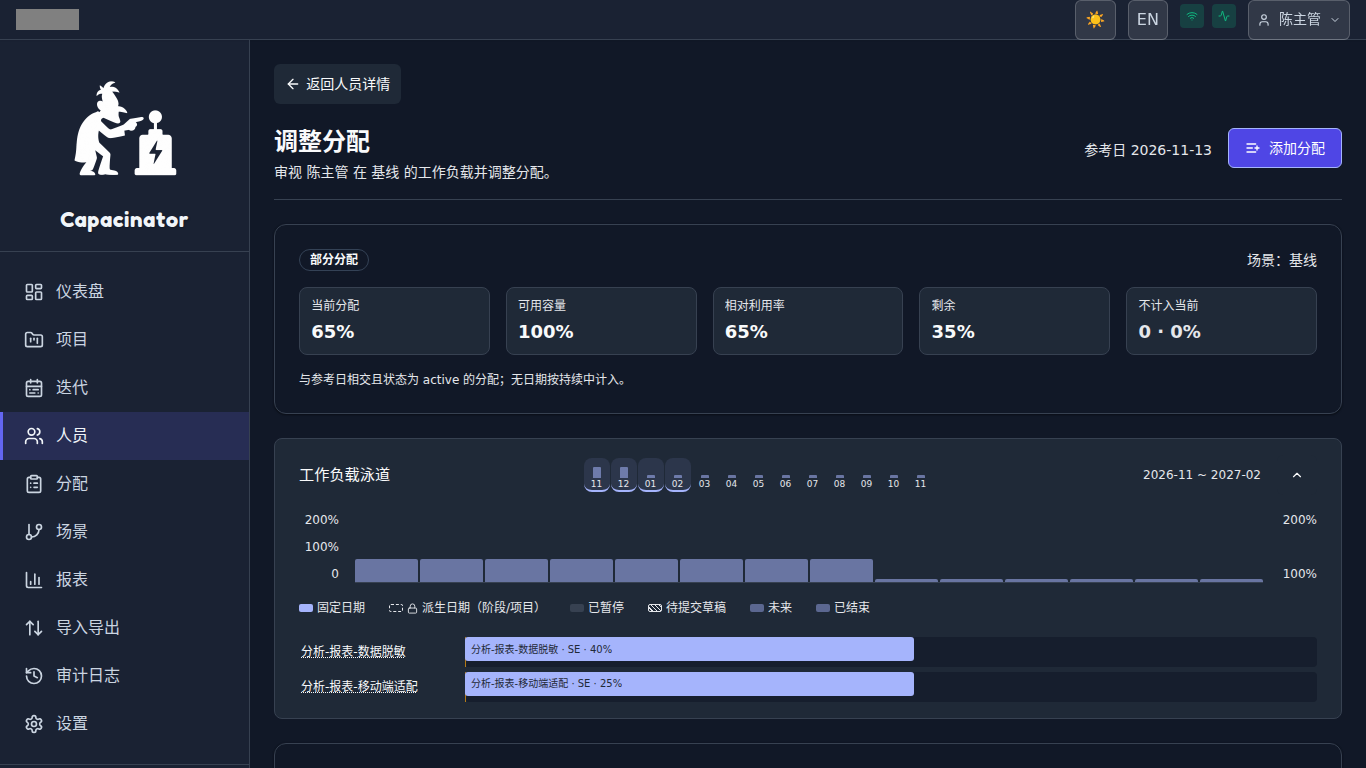 EN
陈主管
Capacinator
仪表盘
项目
迭代
人员
分配
场景
报表
导入导出
审计日志
设置
返回人员详情
调整分配
审视 陈主管 在 基线 的工作负载并调整分配。
参考日 2026-11-13
添加分配
部分分配
场景：基线
当前分配
65%
可用容量
100%
相对利用率
65%
剩余
35%
不计入当前
0 · 0%
与参考日相交且状态为 active 的分配；无日期按持续中计入。
工作负载泳道
11 12 01 02 03 04 05 06 07 08 09 10 11
2026-11 ~ 2027-02
200%
100%
0
200%
100%
固定日期 派生日期（阶段/项目） 已暂停 待提交草稿 未来 已结束
分析-报表-数据脱敏
分析-报表-数据脱敏 · SE · 40%
分析-报表-移动端适配
分析-报表-移动端适配 · SE · 25%